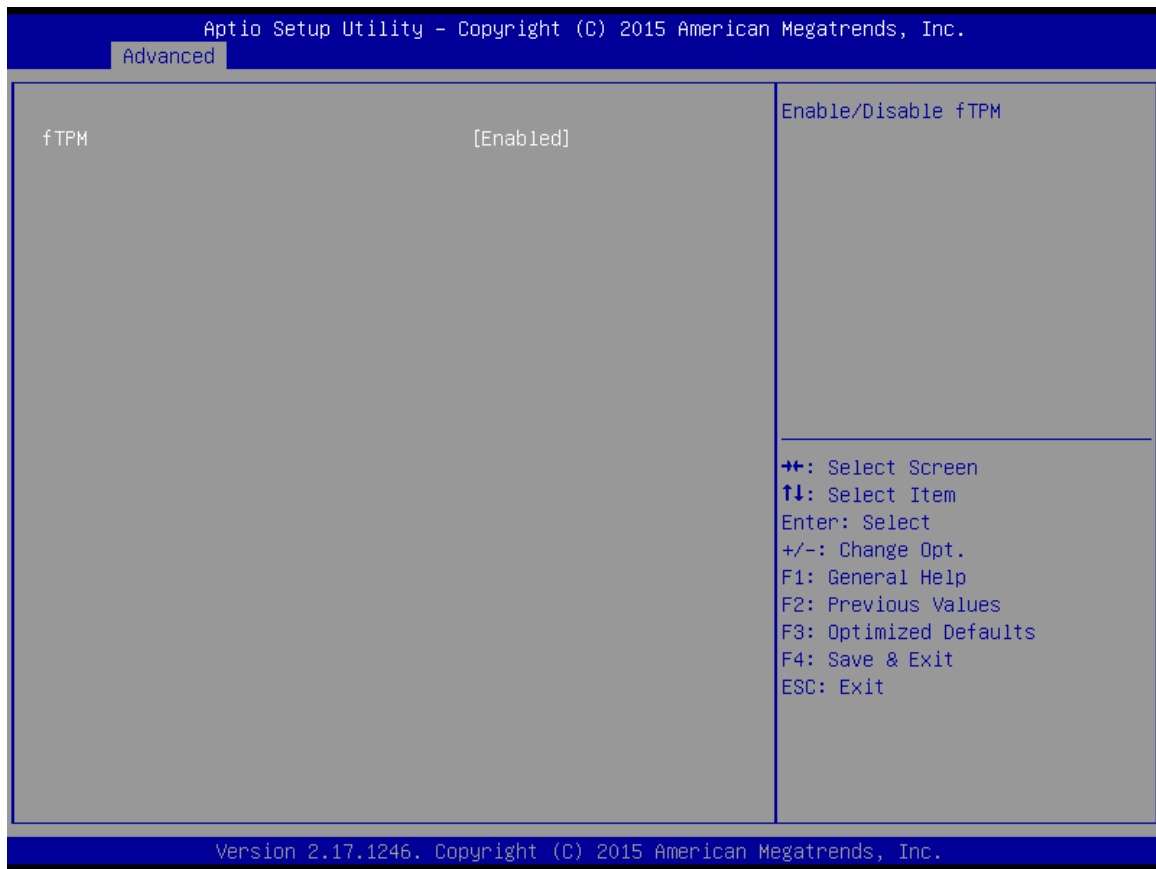 Aptio Setup Utility – Copyright (C) 2015 American Megatrends, Inc.
Advanced
fTPM [Enabled]
Enable/Disable fTPM
→←: Select Screen
↑↓: Select Item
Enter: Select
+/-: Change Opt.
F1: General Help
F2: Previous Values
F3: Optimized Defaults
F4: Save & Exit
ESC: Exit
Version 2.17.1246. Copyright (C) 2015 American Megatrends, Inc.